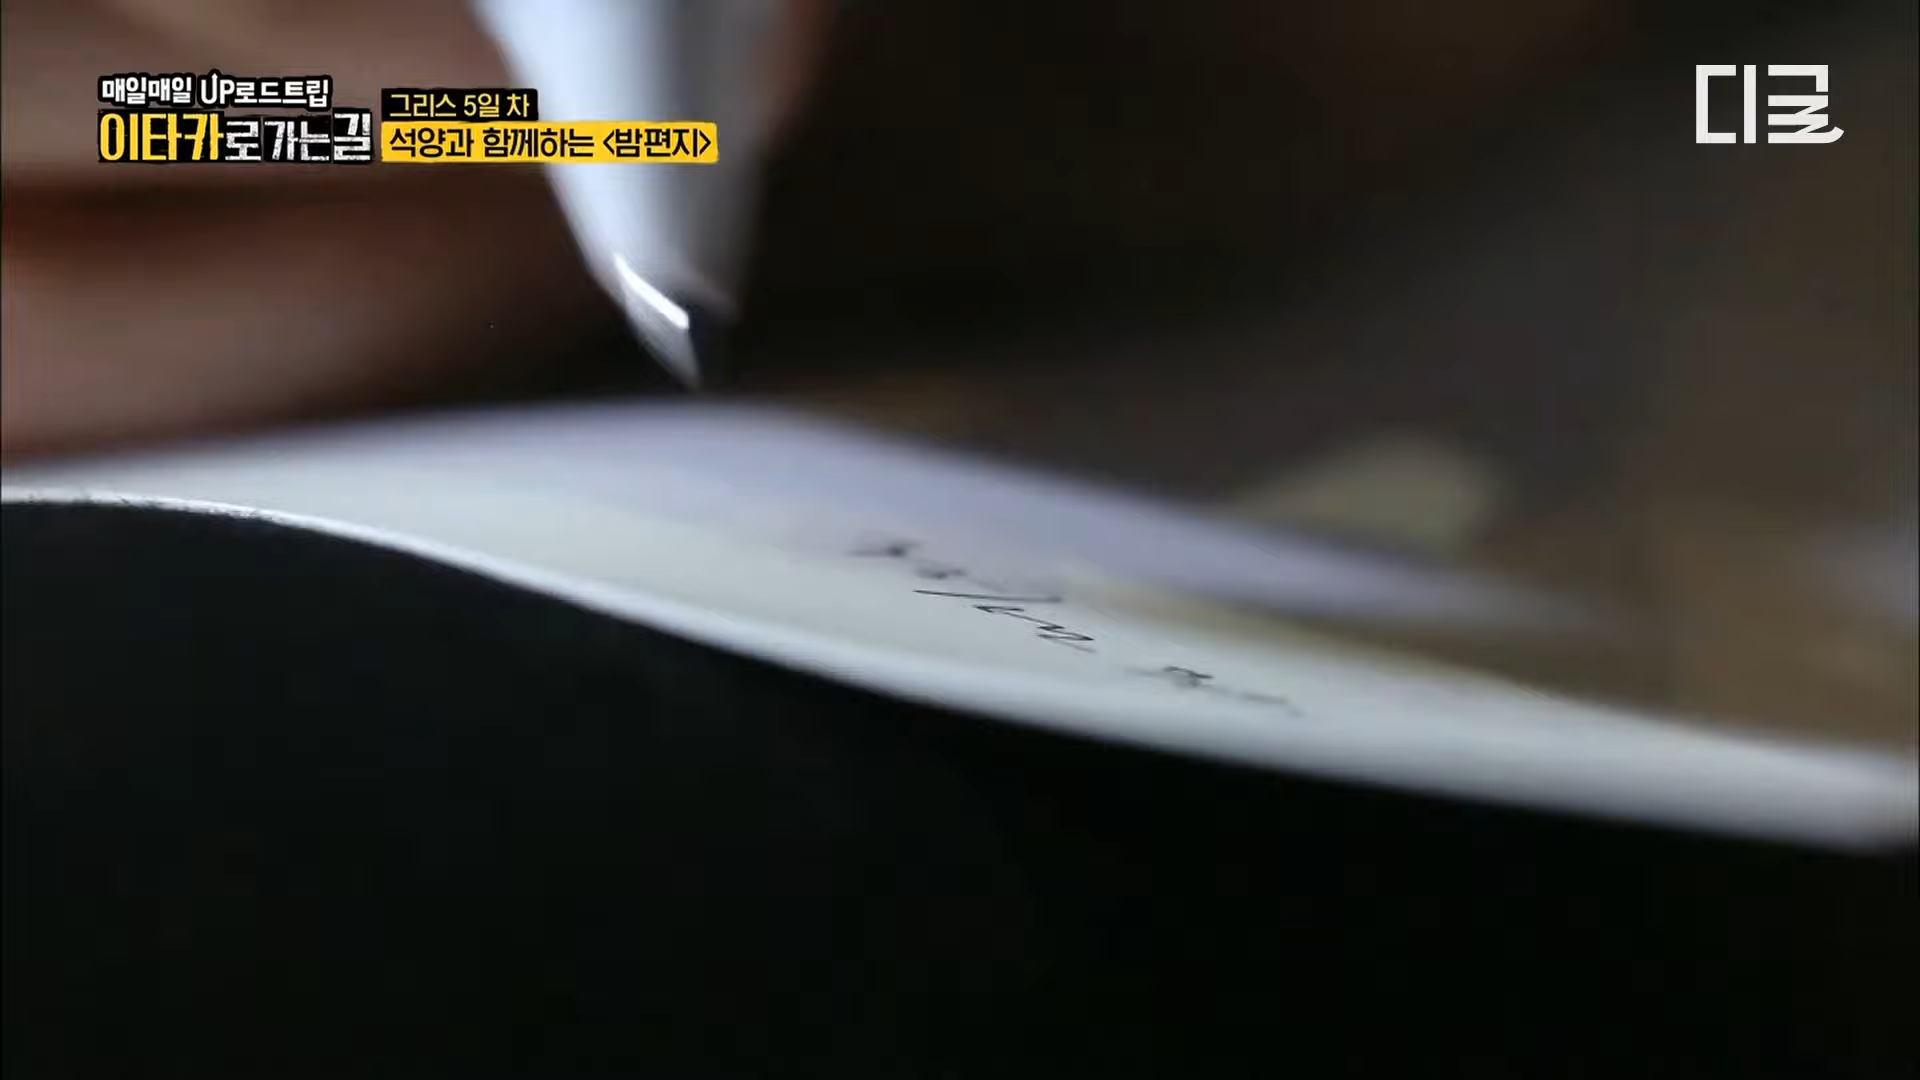 매일매일 UP로드트립
이타카로 가는 길
그리스 5일 차
석양과 함께하는 <밤편지>
디글